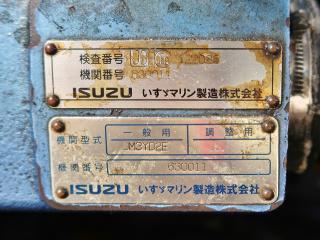 検査番号
機関番号 630011
ISUZU いすゞマリン製造株式会社
一般用 調整用
機関型式 M3YD2E
機関番号 630011
ISUZU いすゞマリン製造株式会社